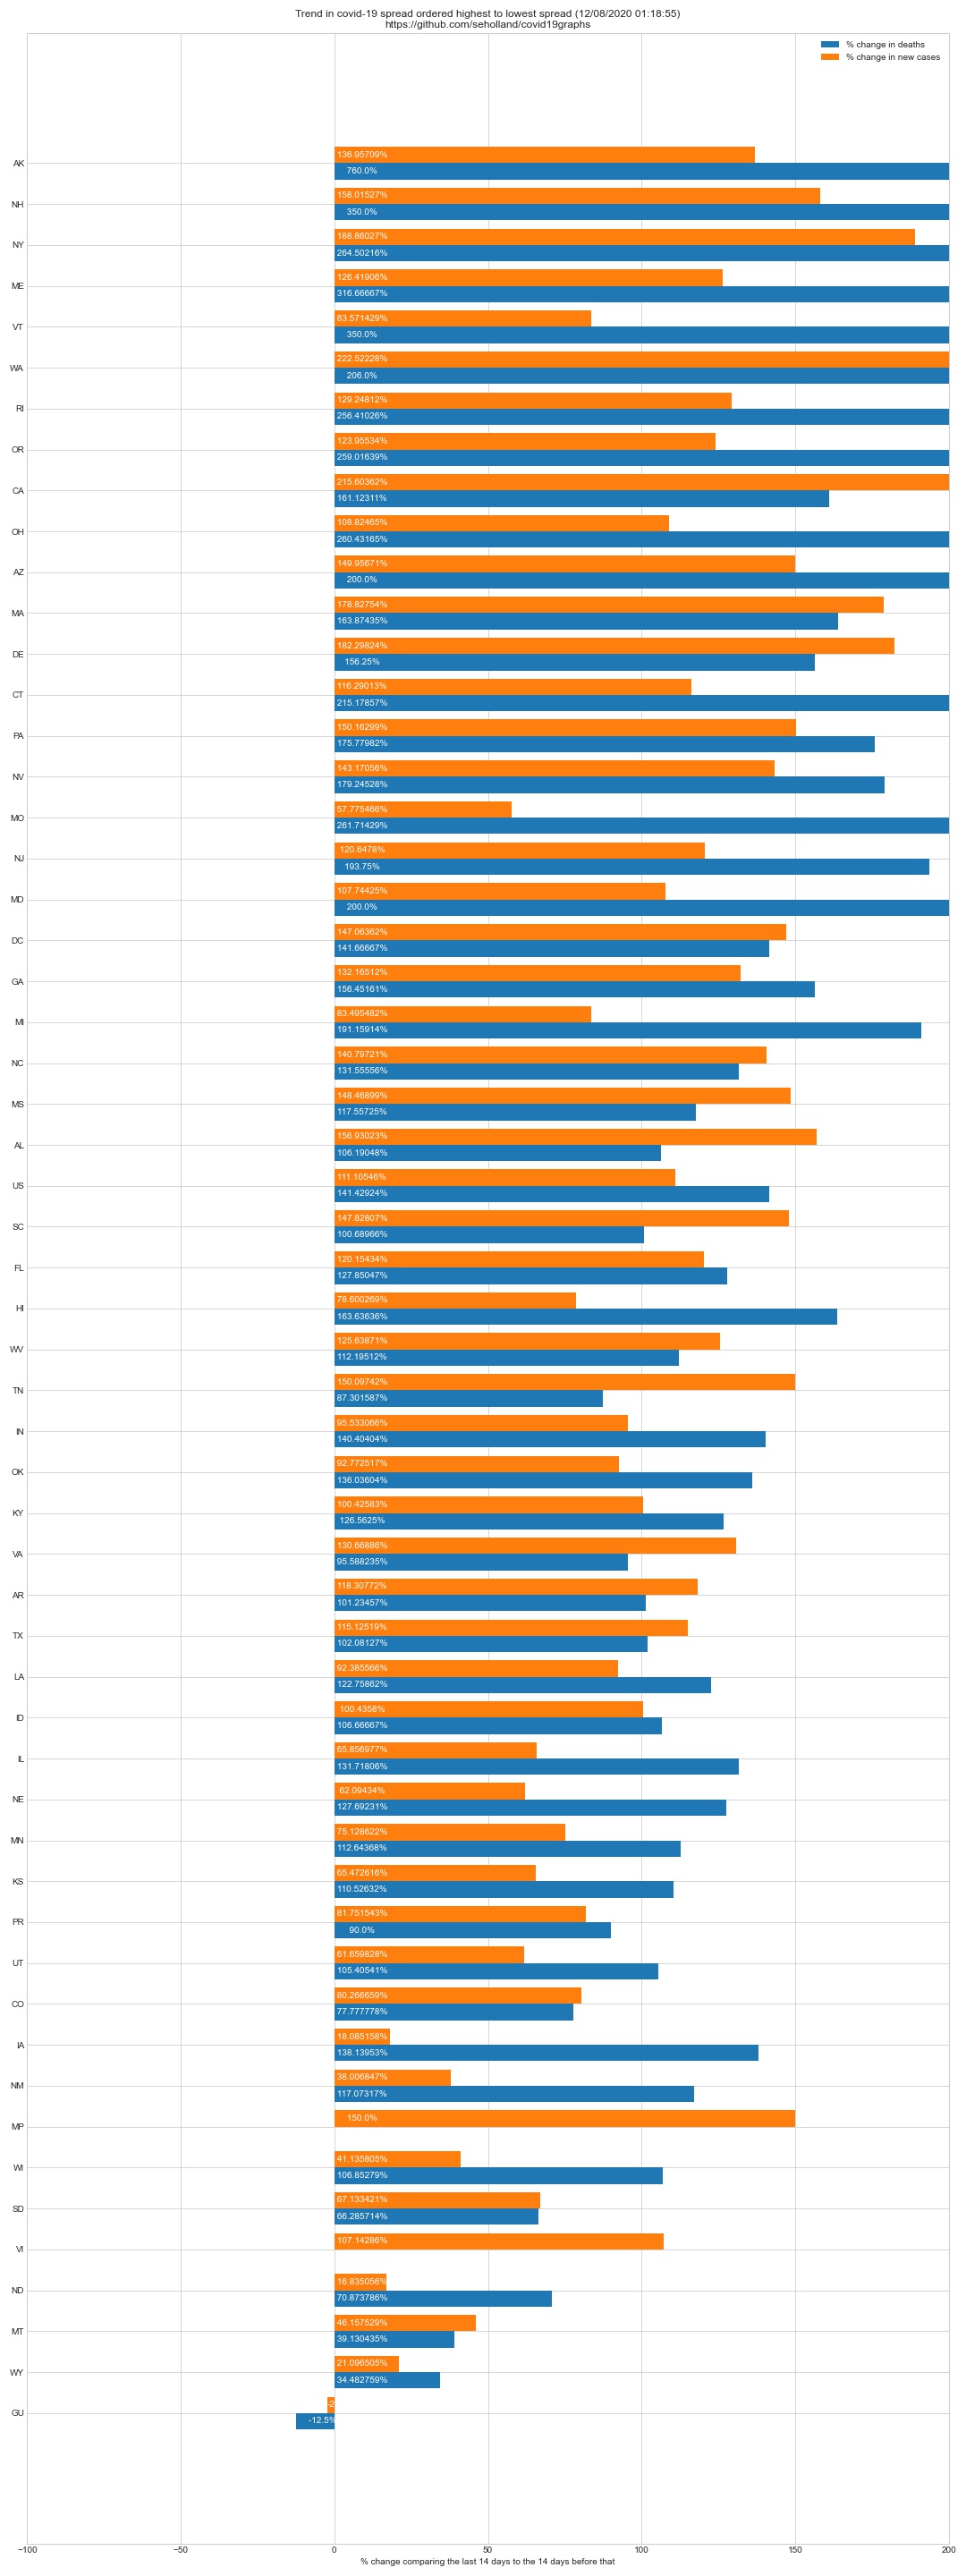 Trend in covid-19 spread ordered highest to lowest spread (12/08/2020 01:18:55)
https://github.com/seholland/covid19graphs
% change in deaths
% change in new cases
136.95709%
AK
760.0%
158.01527%
NH
350.0%
188.86027%
NY
264.50216%
126.41906%
ME
316.66667%
83.571429%
VT
350.0%
222.52228%
WA
206.0%
129.24812%
RI
256.41026%
123.95534%
OR
259.01639%
215.60362%
CA
161.12311%
108.82465%
OH
260.43165%
149.95671%
AZ
200.0%
178.82754%
MA
163.87435%
182.29824%
DE
156.25%
116.29013%
CT
215.17857%
150.16299%
PA
175.77982%
143.17056%
NV
179.24528%
57.775466%
MO
261.71429%
120.6478%
NJ
193.75%
107.74425%
MD
200.0%
147.06362%
DC
141.66667%
132.16512%
GA
156.45161%
83.495482%
MI
191.15914%
140.79721%
NC
131.55556%
148.46899%
MS
117.55725%
156.93023%
AL
106.19048%
111.10546%
US
141.42924%
147.82807%
SC
100.68966%
120.15434%
FL
127.85047%
78.600269%
HI
163.63636%
125.63871%
WV
112.19512%
150.09742%
TN
87.301587%
95.533066%
IN
140.40404%
92.772517%
OK
136.03604%
100.42583%
KY
126.5625%
130.66886%
VA
95.588235%
118.30772%
AR
101.23457%
115.12519%
TX
102.08127%
92.385566%
LA
122.75862%
100.4358%
ID
106.66667%
65.856977%
IL
131.71806%
62.09434%
NE
127.69231%
75.128622%
MN
112.64368%
65.472616%
KS
110.52632%
81.751543%
PR
90.0%
61.659828%
UT
105.40541%
80.266659%
CO
77.777778%
18.085158%
IA
138.13953%
38.006847%
NM
117.07317%
150.0%
MP
41.135805%
WI
106.85279%
67.133421%
SD
66.285714%
107.14286%
VI
16.835056%
ND
70.873786%
46.157529%
MT
39.130435%
21.096505%
WY
34.482759%
GU
-12.5%
−100 −50 0 50 100 150 200
% change comparing the last 14 days to the 14 days before that